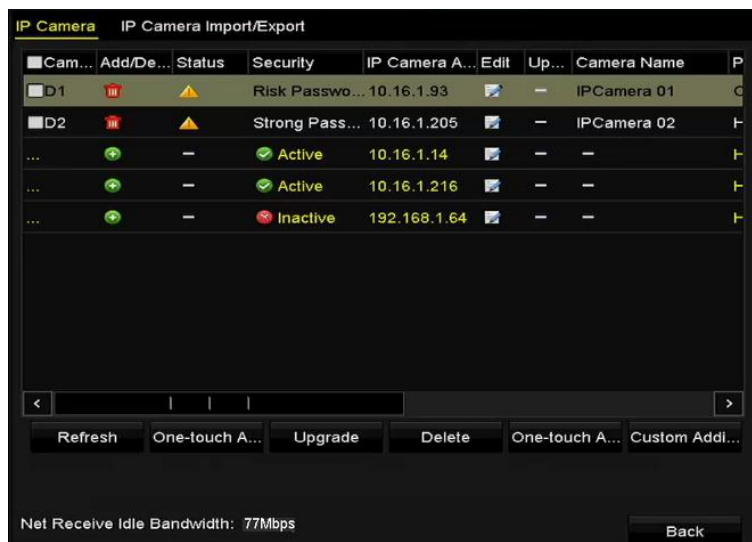 IP Camera IP Camera Import/Export
Cam... Add/De... Status Security IP Camera A... Edit Up... Camera Name P
D1 Risk Passwo... 10.16.1.93 – IPCamera 01
D2 Strong Pass... 10.16.1.205 – IPCamera 02 H
... – Active 10.16.1.14 – – H
... – Active 10.16.1.216 – – H
... – Inactive 192.168.1.64 – – H
Refresh One-touch A... Upgrade Delete One-touch A... Custom Addi...
Net Receive Idle Bandwidth: 77Mbps
Back